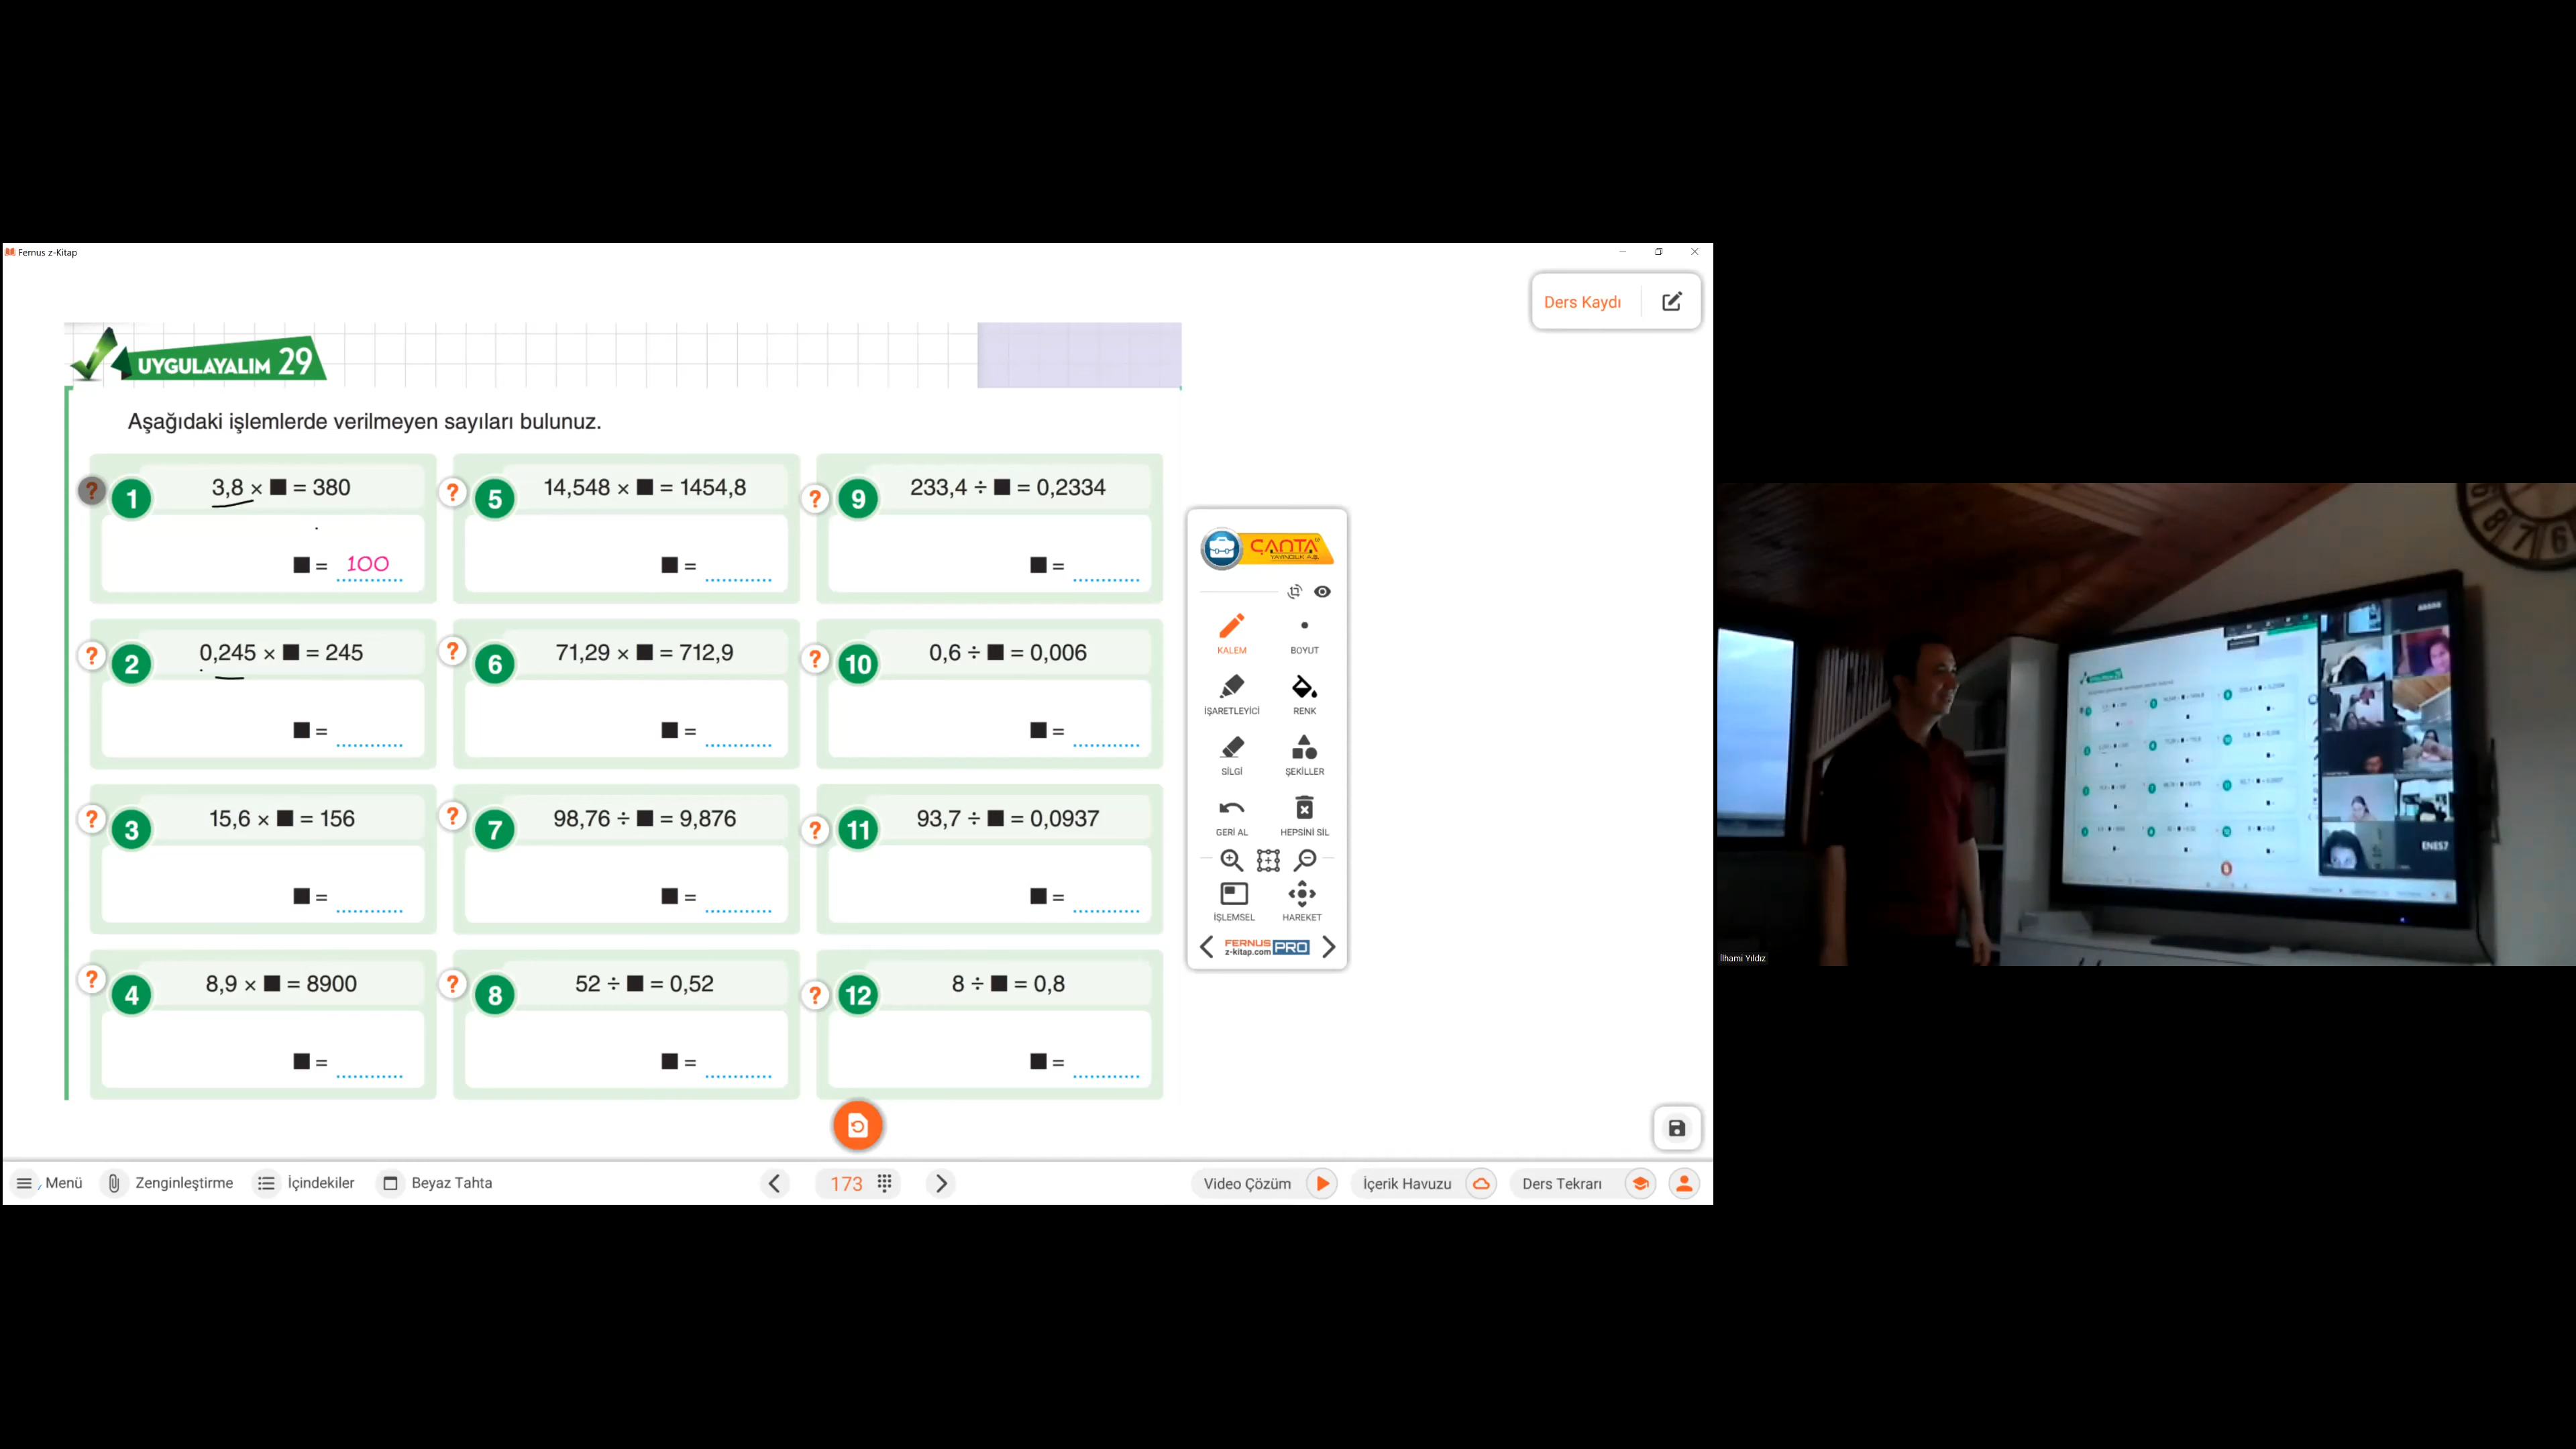 Fernus z-Kitap
Ders Kaydı
UYGULAYALIM 29
Aşağıdaki işlemlerde verilmeyen sayıları bulunuz.
? 1 3,8 × ■ = 380
■ = 100
? 2 0,245 × ■ = 245
■ = ............
? 3 15,6 × ■ = 156
■ = ............
? 4 8,9 × ■ = 8900
■ = ............
? 5 14,548 × ■ = 1454,8
■ = ............
? 6 71,29 × ■ = 712,9
■ = ............
? 7 98,76 ÷ ■ = 9,876
■ = ............
? 8 52 ÷ ■ = 0,52
■ = ............
? 9 233,4 ÷ ■ = 0,2334
■ = ............
? 10 0,6 ÷ ■ = 0,006
■ = ............
? 11 93,7 ÷ ■ = 0,0937
■ = ............
? 12 8 ÷ ■ = 0,8
■ = ............
ÇANTA
YAYINCILIK A.Ş.
KALEM BOYUT
İŞARETLEYİCİ RENK
SİLGİ ŞEKİLLER
GERİ AL HEPSİNİ SİL
İŞLEMSEL HAREKET
FERNUS PRO
z-kitap.com
Menü Zenginleştirme İçindekiler Beyaz Tahta 173 Video Çözüm İçerik Havuzu Ders Tekrarı
ENES7
İlhami Yıldız